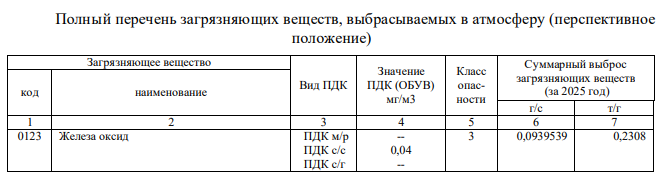 Полный перечень загрязняющих веществ, выбрасываемых в атмосферу (перспективное
положение)
Загрязняющее вещество Вид ПДК Значение ПДК (ОБУВ) мг/м3 Класс опас-ности Суммарный выброс загрязняющих веществ (за 2025 год)
код наименование г/с т/г
1 2 3 4 5 6 7
0123 Железа оксид ПДК м/р -- 3 0,0939539 0,2308
ПДК с/с 0,04
ПДК с/г --